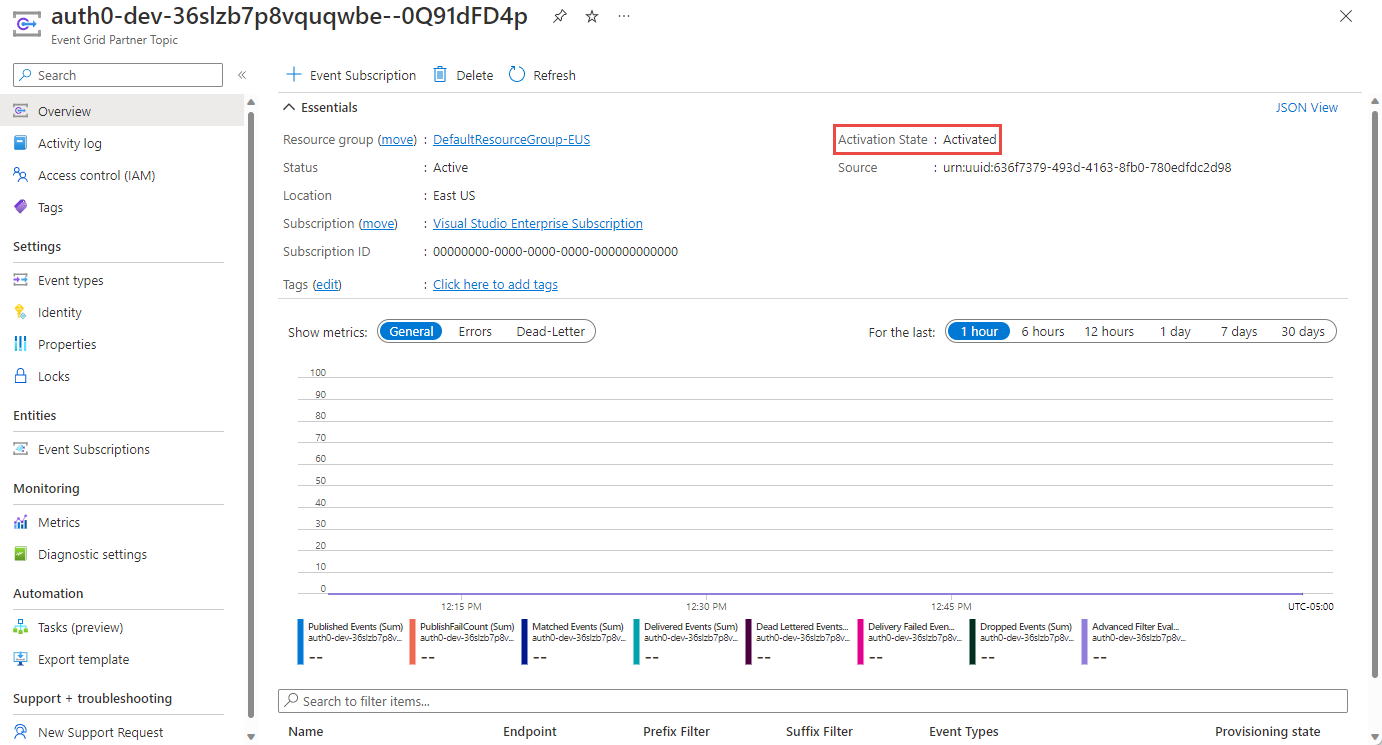 auth0-dev-36slzb7p8vquqwbe--0Q91dFD4p
Event Grid Partner Topic
Search
«
Overview
Activity log
Access control (IAM)
Tags
Settings
Event types
Identity
Properties
Locks
Entities
Event Subscriptions
Monitoring
Metrics
Diagnostic settings
Automation
Tasks (preview)
Export template
Support + troubleshooting
New Support Request
Event Subscription Delete Refresh
Essentials JSON View
Resource group (move) : DefaultResourceGroup-EUS
Status : Active
Location : East US
Subscription (move) : Visual Studio Enterprise Subscription
Subscription ID : 00000000-0000-0000-0000-000000000000
Tags (edit) : Click here to add tags
Activation State : Activated
Source : urn:uuid:636f7379-493d-4163-8fb0-780edfdc2d98
Show metrics: General Errors Dead-Letter
For the last: 1 hour 6 hours 12 hours 1 day 7 days 30 days
100
90
80
70
60
50
40
30
20
10
0
12:15 PM 12:30 PM 12:45 PM UTC-05:00
Published Events (Sum)
auth0-dev-36slzb7p8v...
--
PublishFailCount (Sum)
auth0-dev-36slzb7p8v...
--
Matched Events (Sum)
auth0-dev-36slzb7p8v...
--
Delivered Events (Sum)
auth0-dev-36slzb7p8v...
--
Dead Lettered Events...
auth0-dev-36slzb7p8v...
--
Delivery Failed Even...
auth0-dev-36slzb7p8v...
--
Dropped Events (Sum)
auth0-dev-36slzb7p8v...
--
Advanced Filter Eval...
auth0-dev-36slzb7p8v...
--
Search to filter items...
Name Endpoint Prefix Filter Suffix Filter Event Types Provisioning state